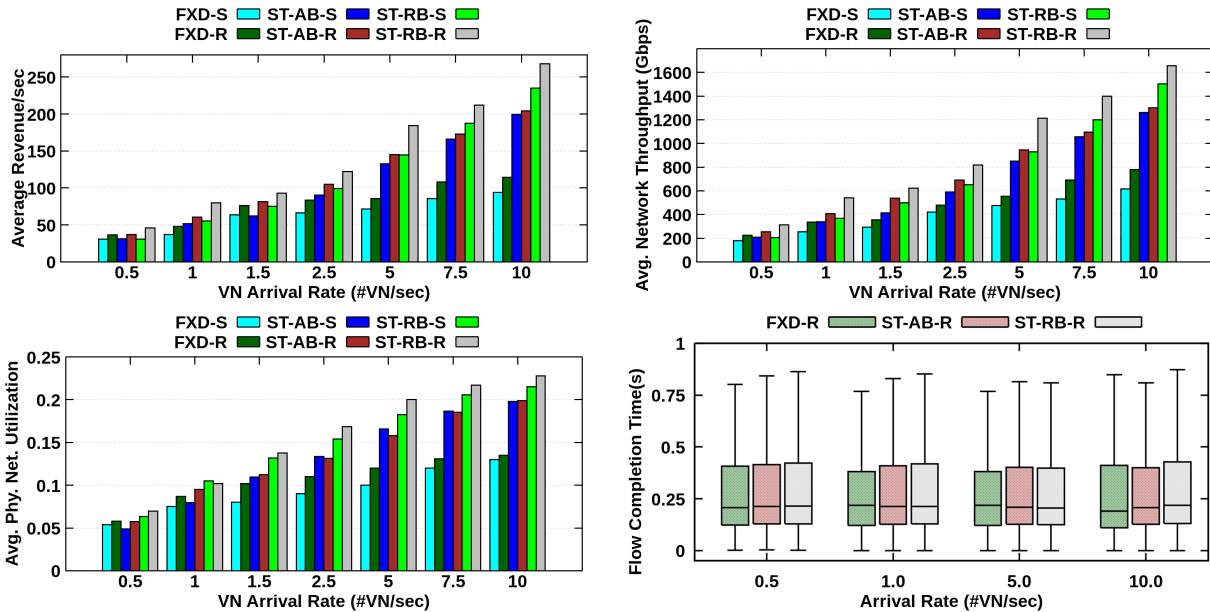 FXD-S ST-AB-S ST-RB-S
FXD-R ST-AB-R ST-RB-R
Average Revenue/sec
250
200
150
100
50
0
0.5 1 1.5 2.5 5 7.5 10
VN Arrival Rate (#VN/sec)
FXD-S ST-AB-S ST-RB-S
FXD-R ST-AB-R ST-RB-R
Avg. Network Throughput (Gbps)
1600
1400
1200
1000
800
600
400
200
0
0.5 1 1.5 2.5 5 7.5 10
VN Arrival Rate (#VN/sec)
FXD-S ST-AB-S ST-RB-S
FXD-R ST-AB-R ST-RB-R
Avg. Phy. Net. Utilization
0.25
0.2
0.15
0.1
0.05
0
0.5 1 1.5 2.5 5 7.5 10
VN Arrival Rate (#VN/sec)
FXD-R ST-AB-R ST-RB-R
Flow Completion Time(s)
1
0.75
0.5
0.25
0
0.5 1.0 5.0 10.0
Arrival Rate (#VN/sec)